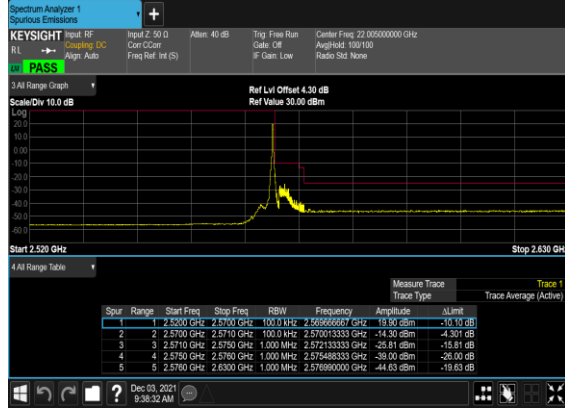 Spectrum Analyzer 1
Spurious Emissions
+
KEYSIGHT Input: RF Input Z: 50 Ω Atten: 40 dB Trig: Free Run Center Freq: 22.005000000 GHz
RL Coupling: DC Corr CCorr Gate: Off Avg|Hold: 100/100
Align: Auto Freq Ref: Int (S) IF Gain: Low Radio Std: None
PASS
3 All Range Graph Ref Lvl Offset 4.30 dB
Scale/Div 10.0 dB Ref Value 30.00 dBm
Log
20.0
10.0
0.00
-10.0
-20.0
-30.0
-40.0
-50.0
-60.0
Start 2.520 GHz Stop 2.630 GH
4 All Range Table
Measure Trace Trace 1
Trace Type Trace Average (Active)
Spur Range Start Freq Stop Freq RBW Frequency Amplitude ΔLimit
1 1 2.5200 GHz 2.5700 GHz 100.0 kHz 2.569666667 GHz 19.90 dBm -10.10 dB
2 2 2.5700 GHz 2.5710 GHz 100.0 kHz 2.570013333 GHz -14.30 dBm -4.301 dB
3 3 2.5710 GHz 2.5750 GHz 1.000 MHz 2.572133333 GHz -25.81 dBm -15.81 dB
4 4 2.5750 GHz 2.5760 GHz 1.000 MHz 2.575488333 GHz -39.00 dBm -26.00 dB
5 5 2.5760 GHz 2.6300 GHz 1.000 MHz 2.576990000 GHz -44.63 dBm -19.63 dB
? Dec 03, 2021
9:38:32 AM